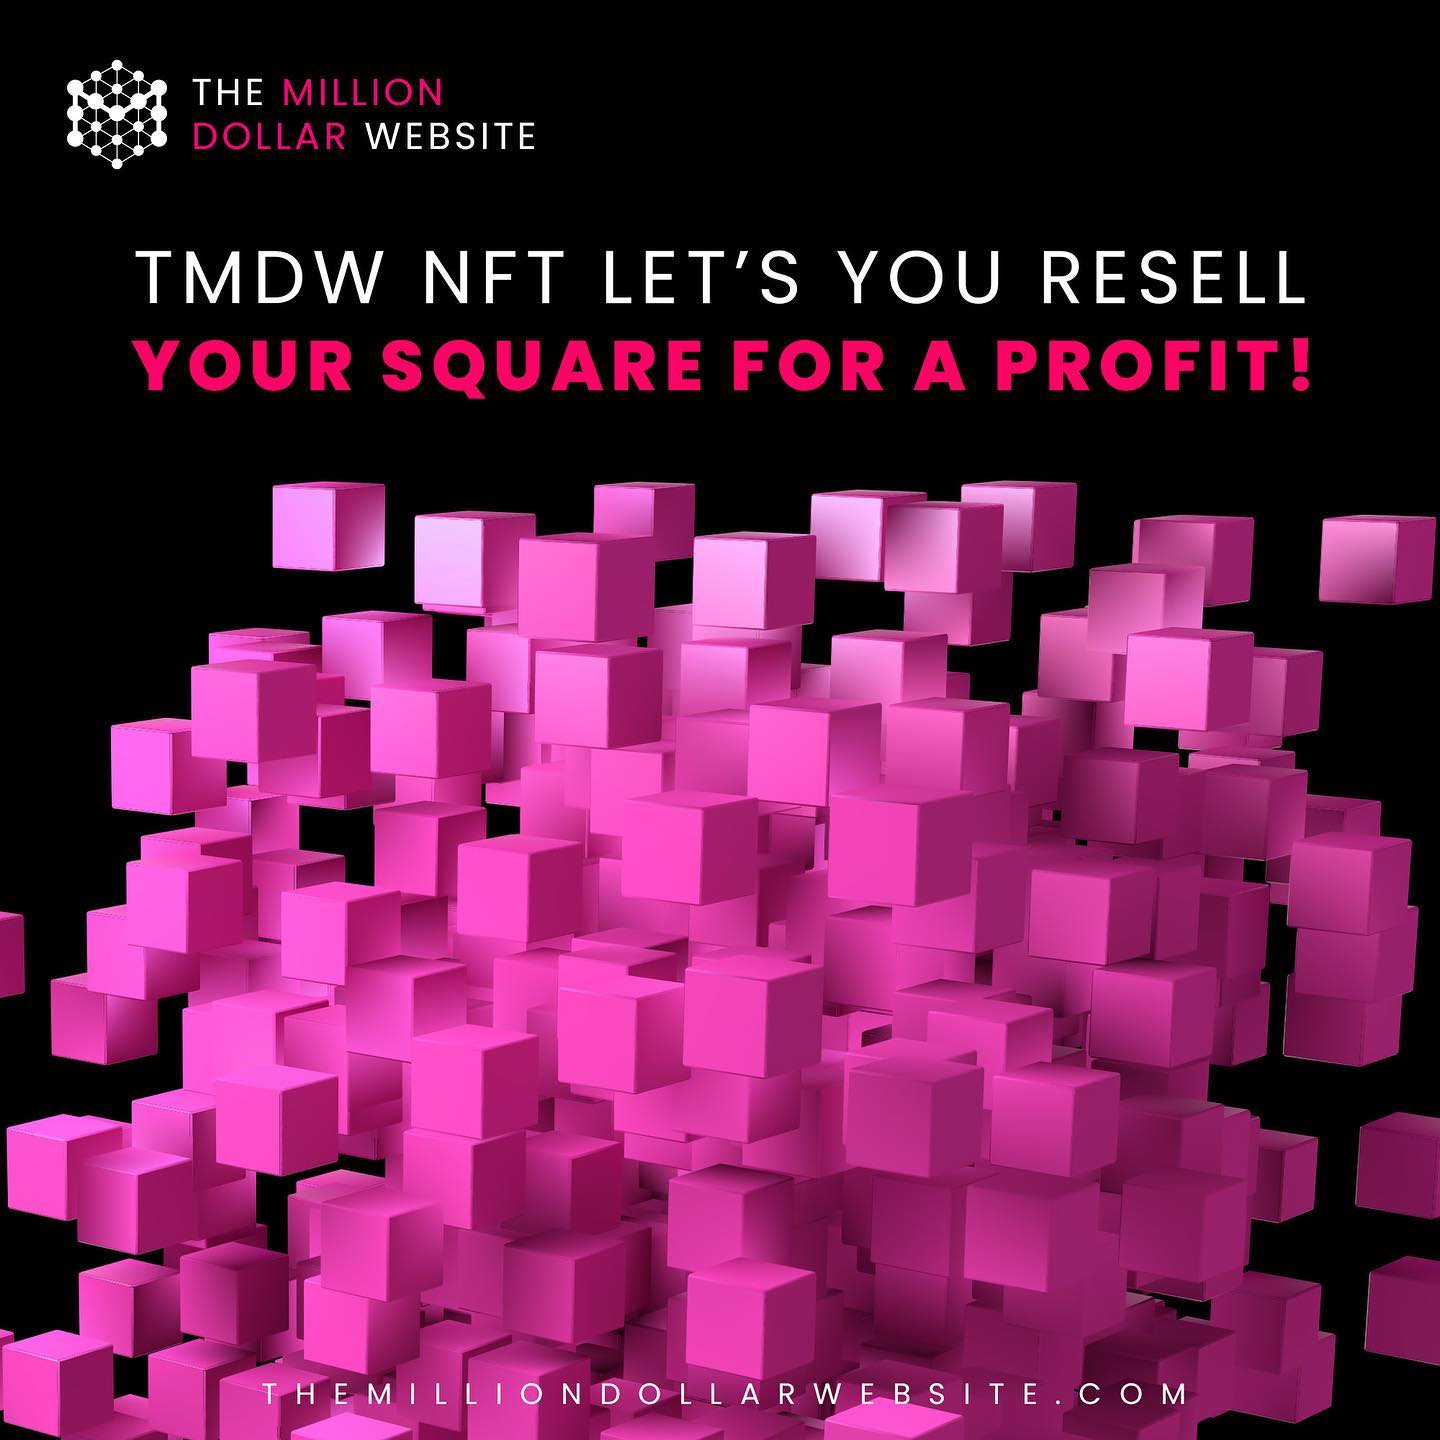 THE MILLION
DOLLAR WEBSITE
TMDW NFT LET’S YOU RESELL
YOUR SQUARE FOR A PROFIT!
THEMILLIONDOLLARWEBSITE.COM